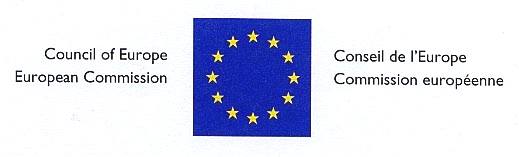 Council of Europe
European Commission
Conseil de l'Europe
Commission européenne